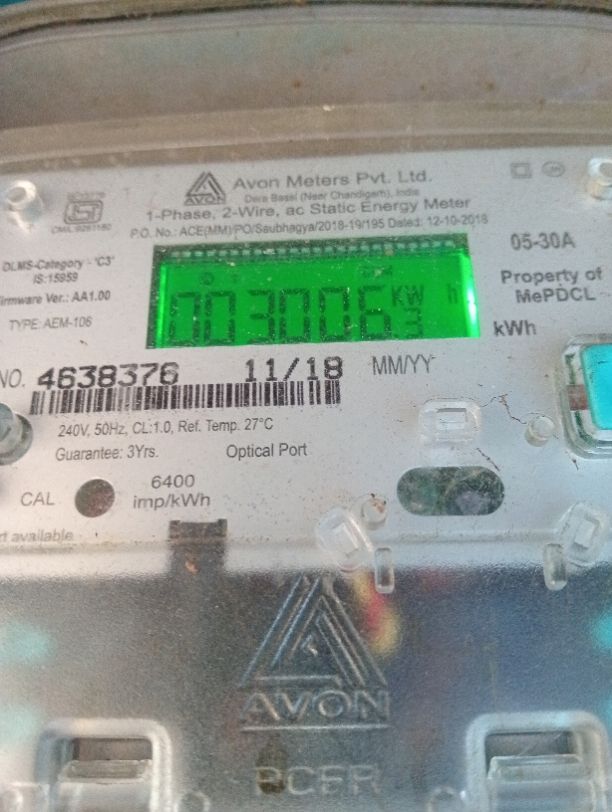 AVON
Avon Meters Pvt. Ltd.
Dera Bassi (Near Chandigarh), India
1-Phase, 2-Wire, ac Static Energy Meter
P.O. No.: ACE(MM)/PO/Saubhagya/2018-19/195 Dated: 12-10-2018
DLMS-Category - 'C3'
IS:15959
Firmware Ver.: AA1.00
TYPE: AEM-106
003006.3 kWh
05-30A
Property of
MePDCL
kWh
NO. 4638376 11/18 MM/YY
240V, 50Hz, CL:1.0, Ref. Temp. 27°C
Guarantee: 3Yrs. Optical Port
CAL 6400
imp/kWh
available
AVON